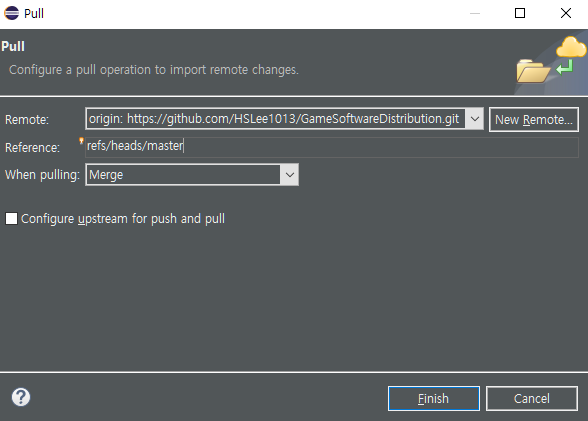 Pull
Pull
Configure a pull operation to import remote changes.
Remote: origin: https://github.com/HSLee1013/GameSoftwareDistribution.git New Remote...
Reference: refs/heads/master
When pulling: Merge
Configure upstream for push and pull
? Finish Cancel